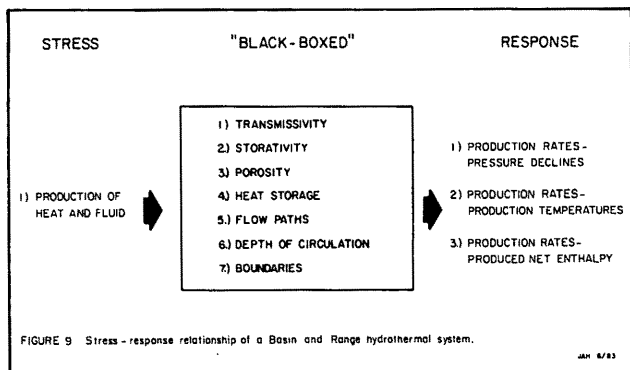 STRESS
"BLACK-BOXED"
RESPONSE
1) PRODUCTION OF
HEAT AND FLUID
1) TRANSMISSIVITY
2) STORATIVITY
3) POROSITY
4) HEAT STORAGE
5.) FLOW PATHS
6.) DEPTH OF CIRCULATION
7.) BOUNDARIES
1) PRODUCTION RATES-
PRESSURE DECLINES
2) PRODUCTION RATES-
PRODUCTION TEMPERATURES
3.) PRODUCTION RATES-
PRODUCED NET ENTHALPY
FIGURE 9 Stress-response relationship of a Basin and Range hydrothermal system.
JAH 6/83